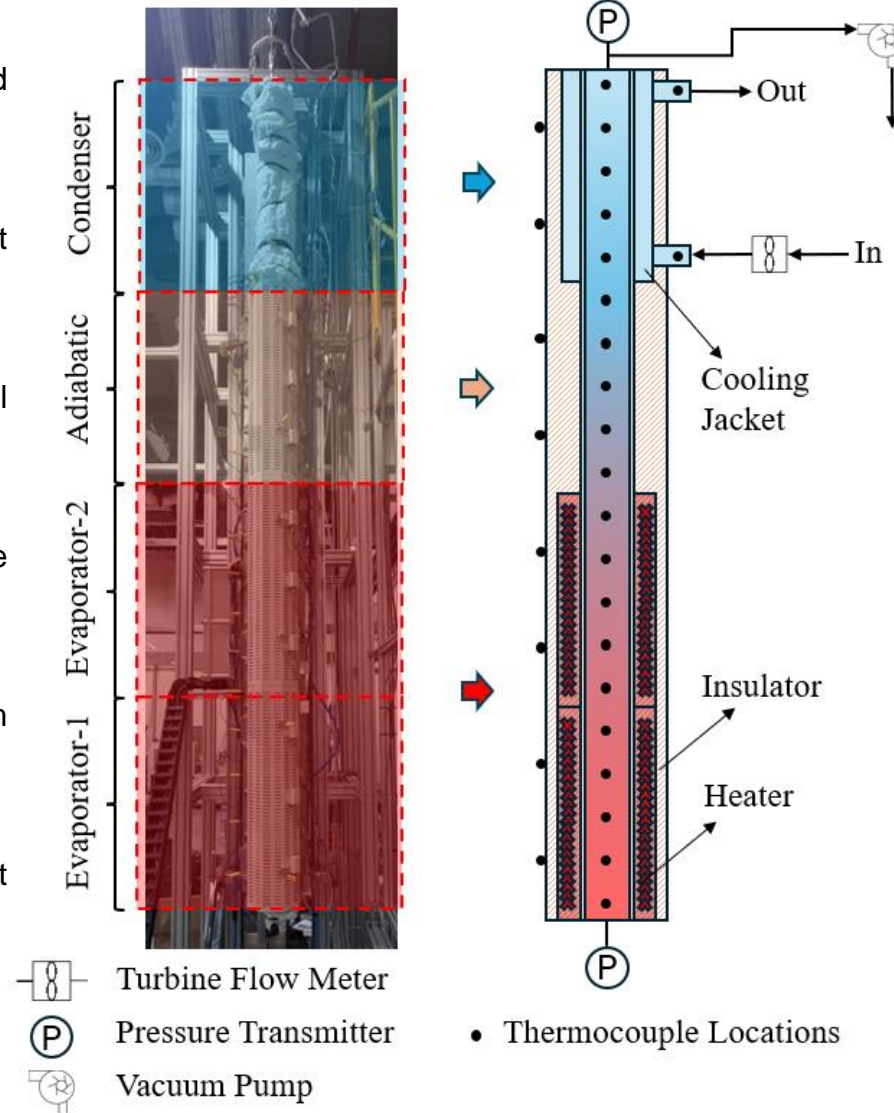 d
t
l
e
n
t
Condenser
Adiabatic
Evaporator-2
Evaporator-1
P
Out
In
Cooling
Jacket
Insulator
Heater
P
Turbine Flow Meter
P Pressure Transmitter
Vacuum Pump
• Thermocouple Locations